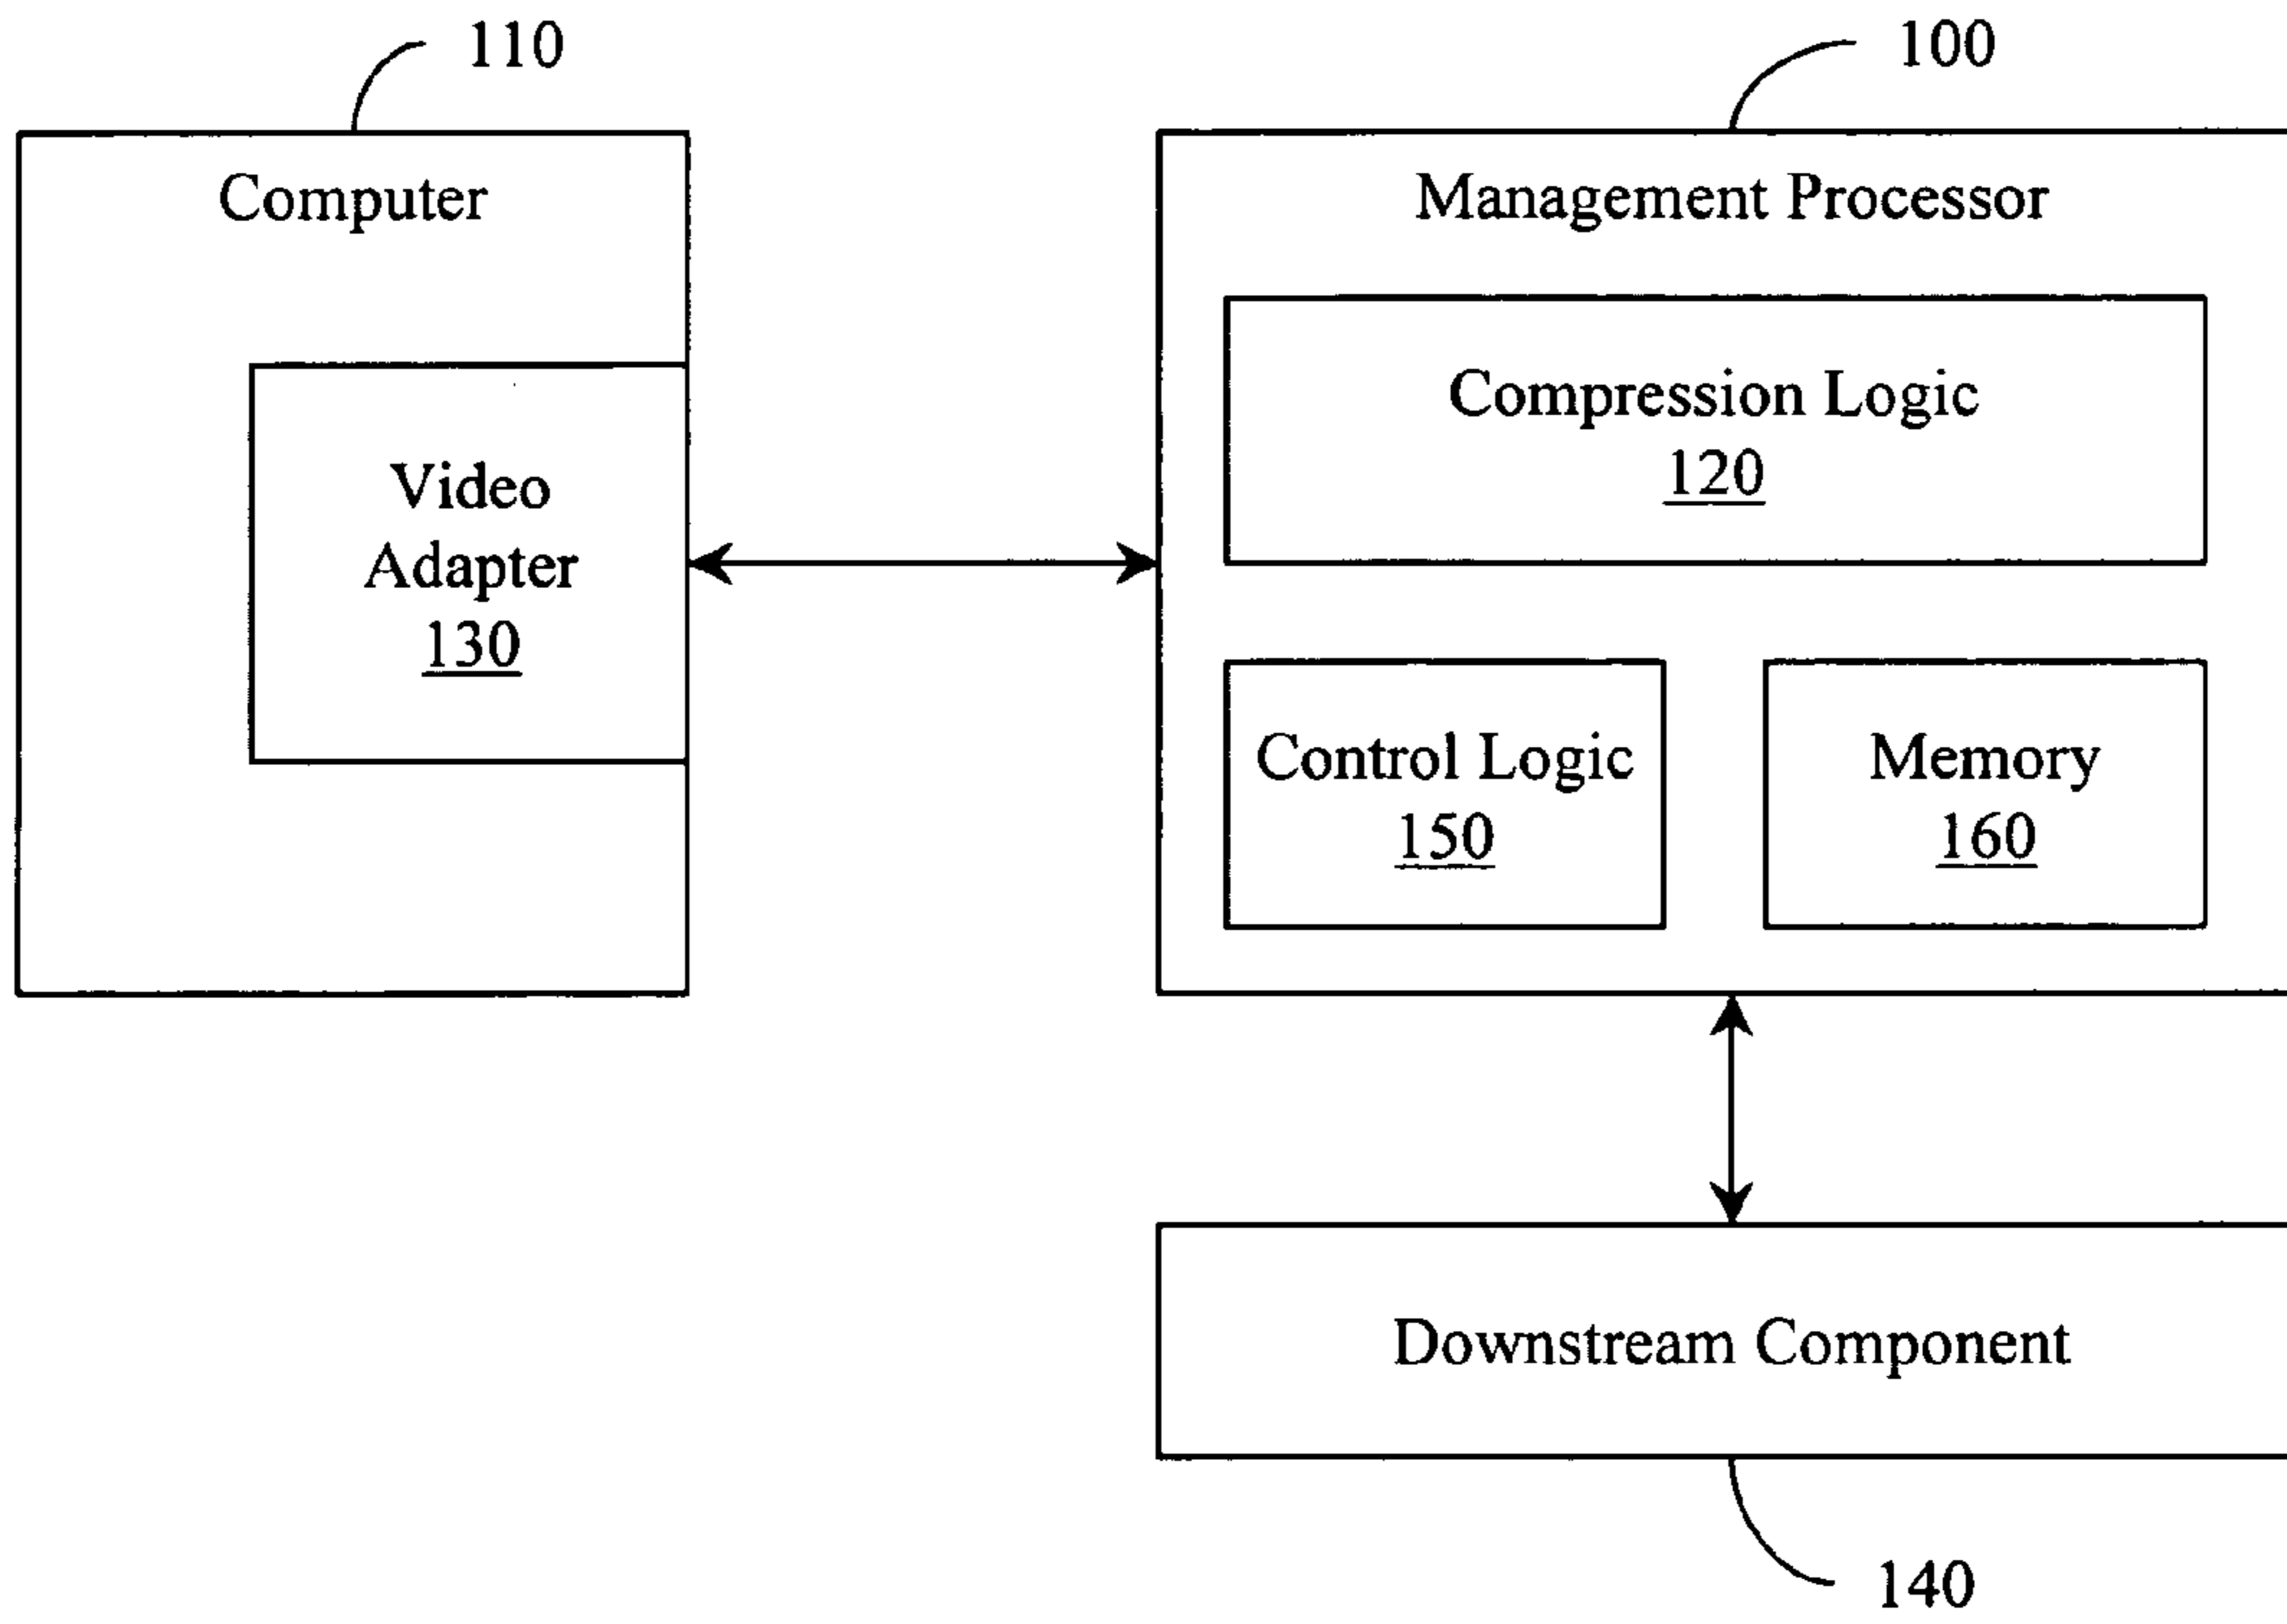 110
Computer
Video
Adapter
130
100
Management Processor
Compression Logic
120
Control Logic
150
Memory
160
Downstream Component
140